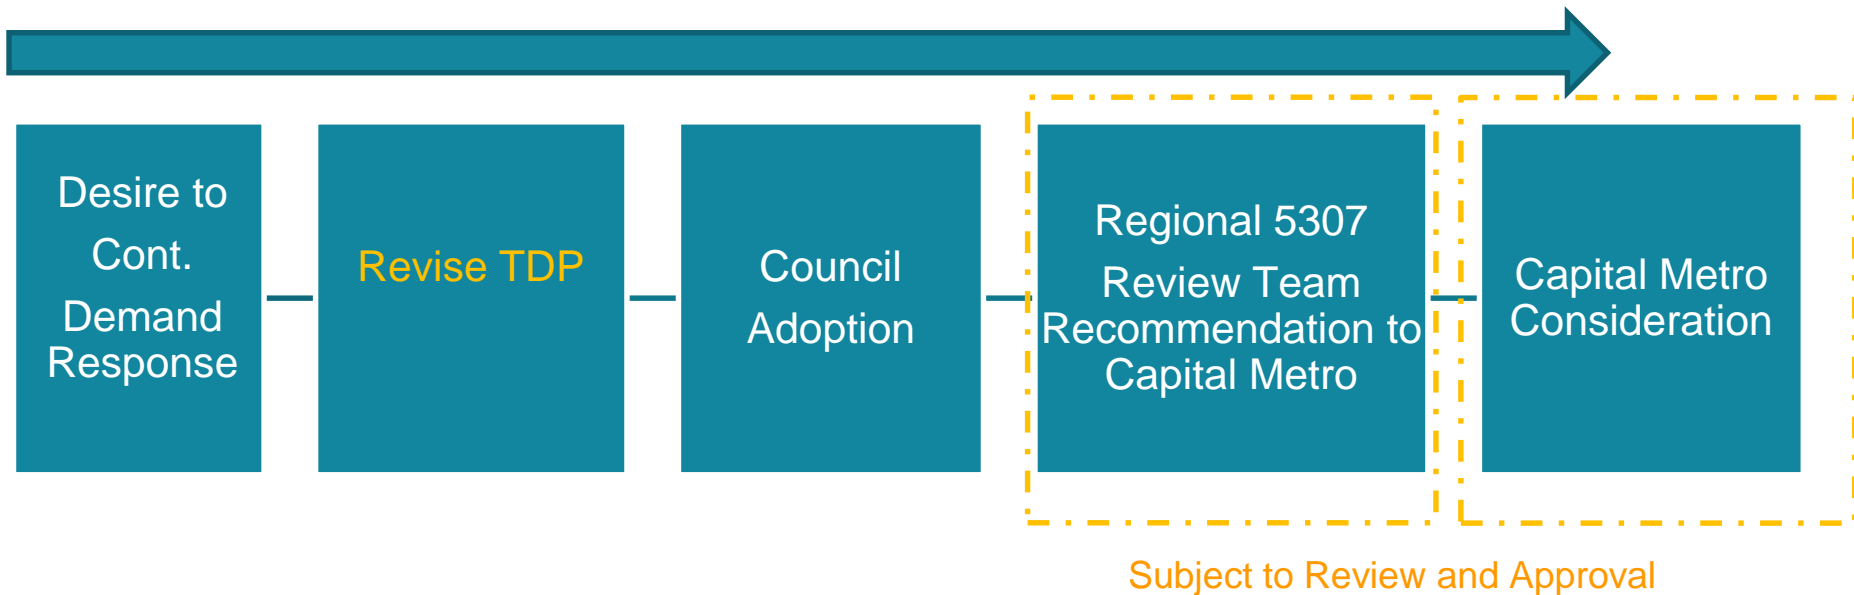 Desire to
Cont.
Demand
Response
Revise TDP
Council
Adoption
Regional 5307
Review Team
Recommendation to
Capital Metro
Capital Metro
Consideration
Subject to Review and Approval